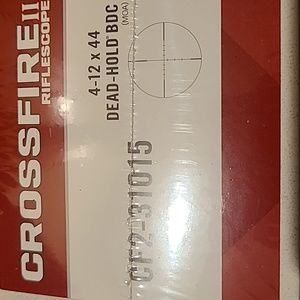 CROSSFIRE II
RIFLESCOPE
4-12 x 44
DEAD-HOLD® BDC
(MOA)
CF2-31015